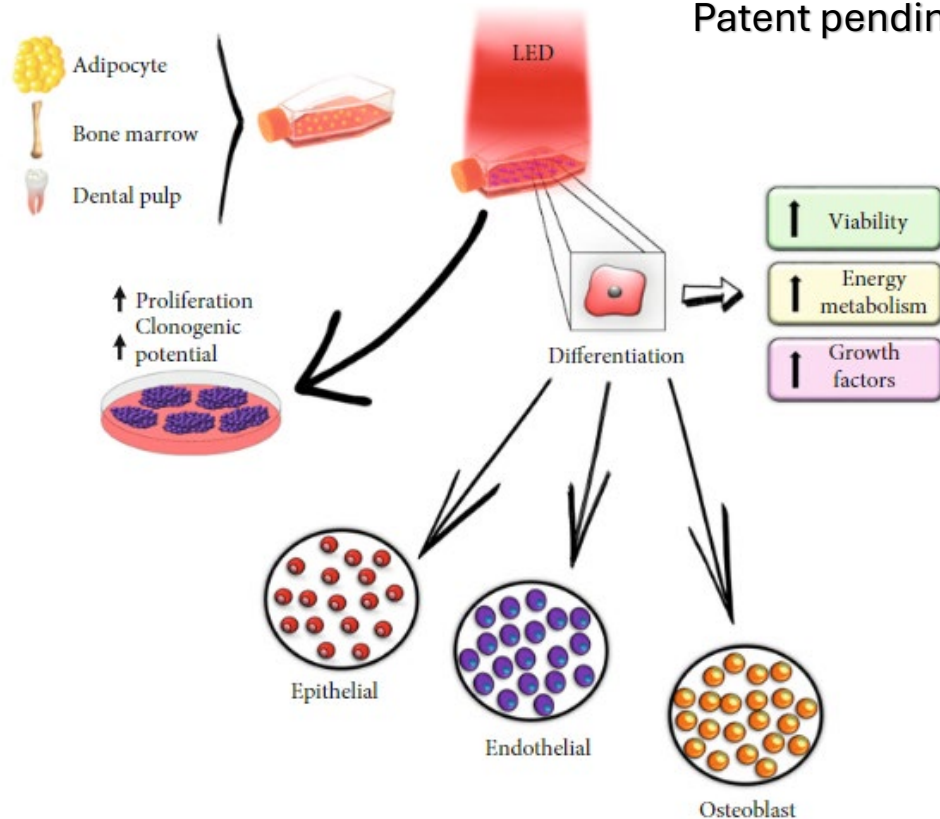 Patent pendin
LED
Adipocyte
Bone marrow
Dental pulp
Viability
Energy
metabolism
Growth
factors
Proliferation
Clonogenic
potential
Differentiation
Epithelial
Endothelial
Osteoblast